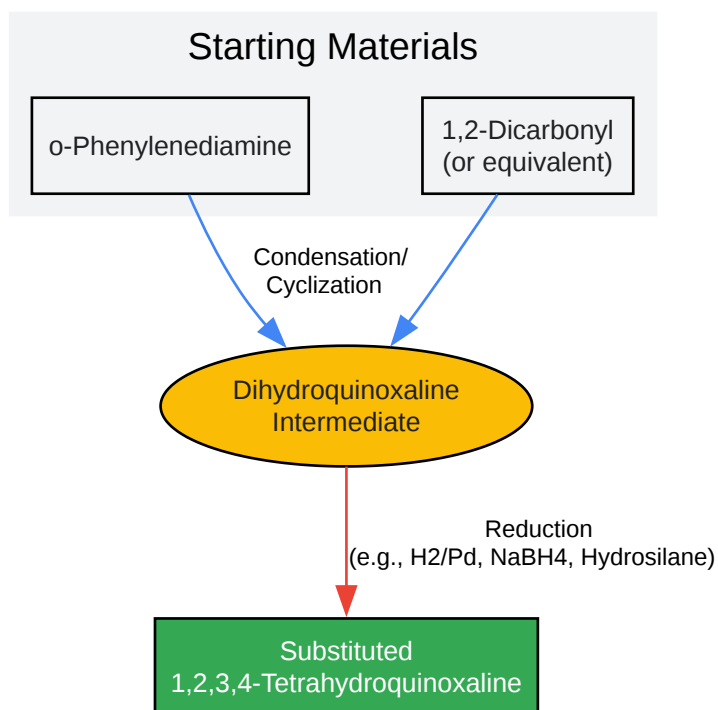 Starting Materials
o-Phenylenediamine
1,2-Dicarbonyl
(or equivalent)
Condensation/
Cyclization
Dihydroquinoxaline
Intermediate
Reduction
(e.g., H2/Pd, NaBH4, Hydrosilane)
Substituted
1,2,3,4-Tetrahydroquinoxaline